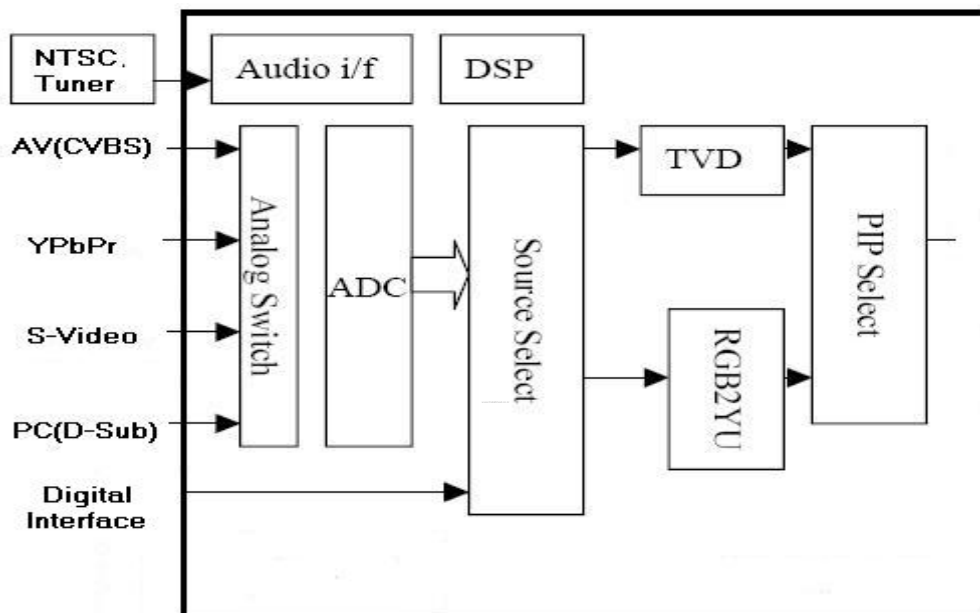 NTSC.
Tuner
Audio i/f
DSP
AV(CVBS)
YPbPr
S-Video
PC(D-Sub)
Digital
Interface
Analog Switch
ADC
Source Select
TVD
RGB2YU
PIP Select